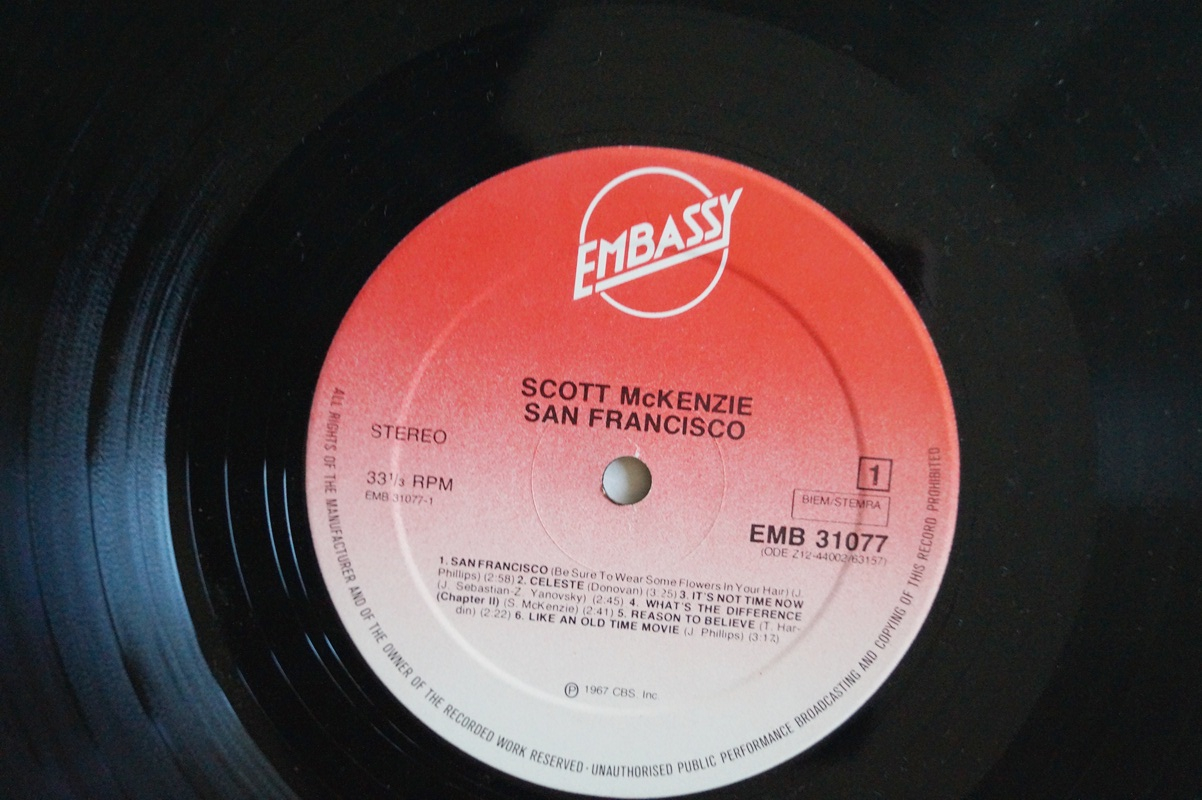 EMBASSY
SCOTT McKENZIE
SAN FRANCISCO
STEREO
33 1/3 RPM
EMB 31077-1
1
BIEM/STEMRA
EMB 31077
(ODE Z12-44002/63157)
1. SAN FRANCISCO (Be Sure To Wear Some Flowers In Your Hair) (J.
Phillips) (2:58) 2. CELESTE (Donovan) (3:25) 3. IT'S NOT TIME NOW
(J. Sebastian-Z. Yanovsky) (2:45) 4. WHAT'S THE DIFFERENCE
(Chapter II) (S. McKenzie) (2:41) 5. REASON TO BELIEVE (T. Har-
din) (2:22) 6. LIKE AN OLD TIME MOVIE (J. Phillips) (3:17)
℗ 1967 CBS. Inc
ALL RIGHTS OF THE MANUFACTURER AND OF THE OWNER OF THE RECORDED WORK RESERVED - UNAUTHORISED PUBLIC PERFORMANCE BROADCASTING AND COPYING OF THIS RECORD PROHIBITED